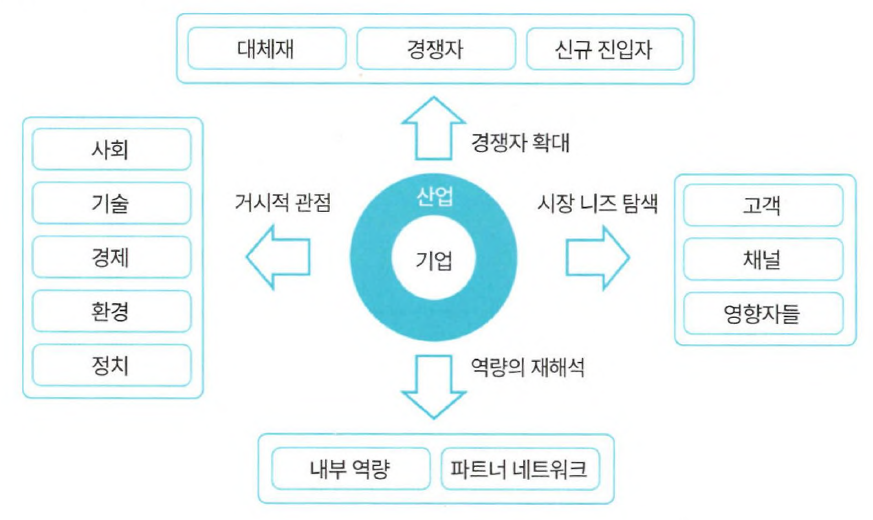 대체재
경쟁자
신규 진입자
경쟁자 확대
사회
기술
경제
환경
정치
거시적 관점
산업
기업
시장 니즈 탐색
고객
채널
영향자들
역량의 재해석
내부 역량
파트너 네트워크